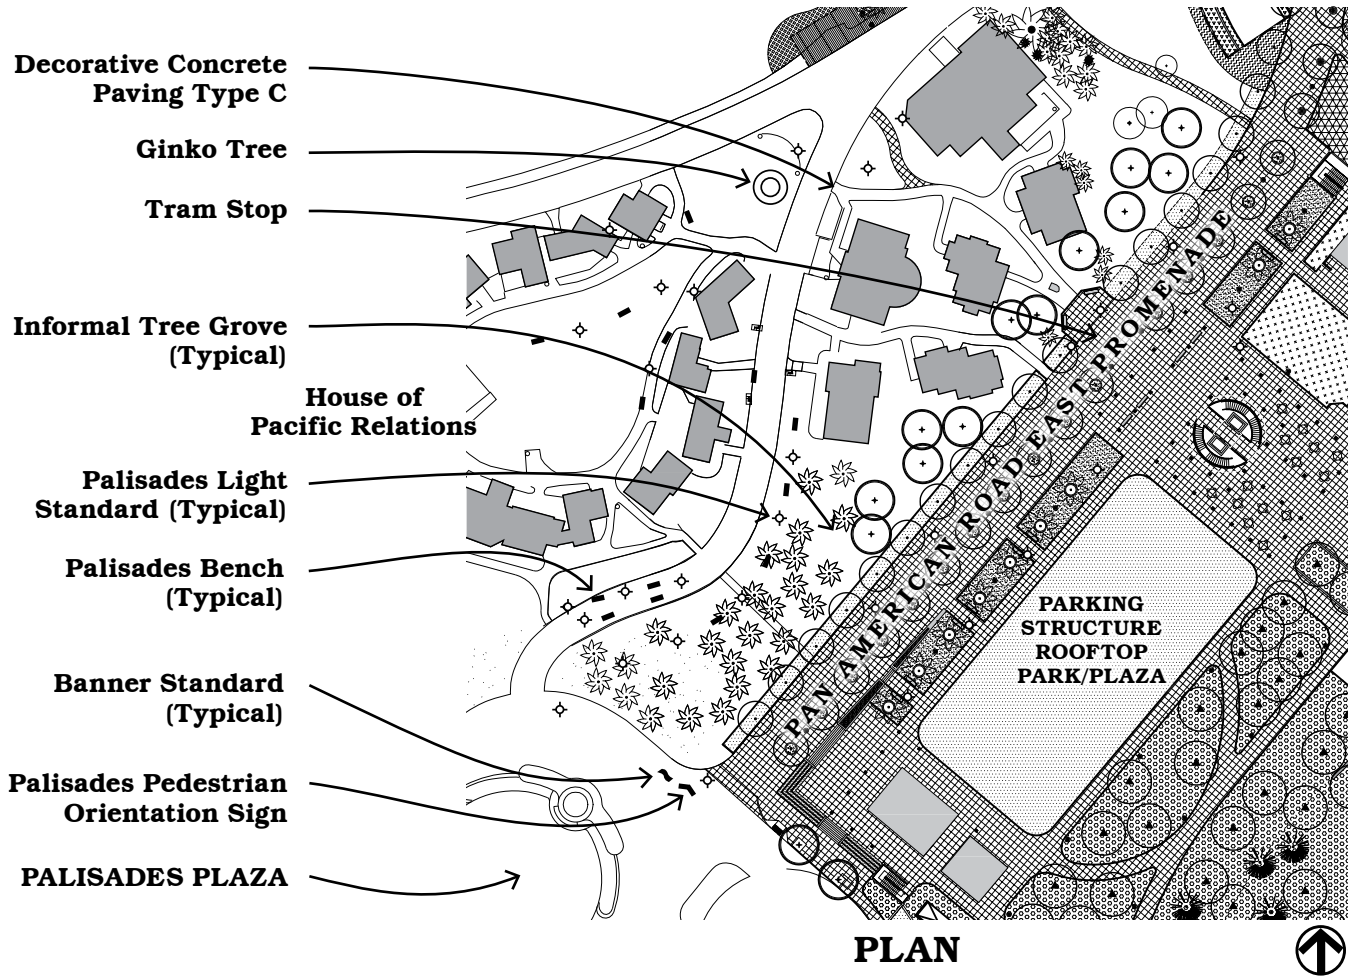 Decorative Concrete
Paving Type C
Ginko Tree
Tram Stop
Informal Tree Grove
(Typical)
House of
Pacific Relations
Palisades Light
Standard (Typical)
Palisades Bench
(Typical)
Banner Standard
(Typical)
Palisades Pedestrian
Orientation Sign
PALISADES PLAZA
PAN AMERICAN ROAD EAST PROMENADE
PARKING
STRUCTURE
ROOFTOP
PARK/PLAZA
PLAN